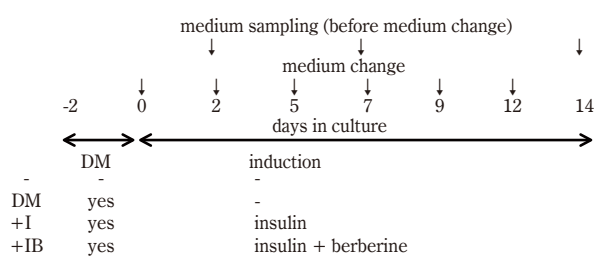 medium sampling (before medium change)
medium change
-2 0 2 5 7 9 12 14
days in culture
DM induction
- - -
DM yes -
+I yes insulin
+IB yes insulin + berberine